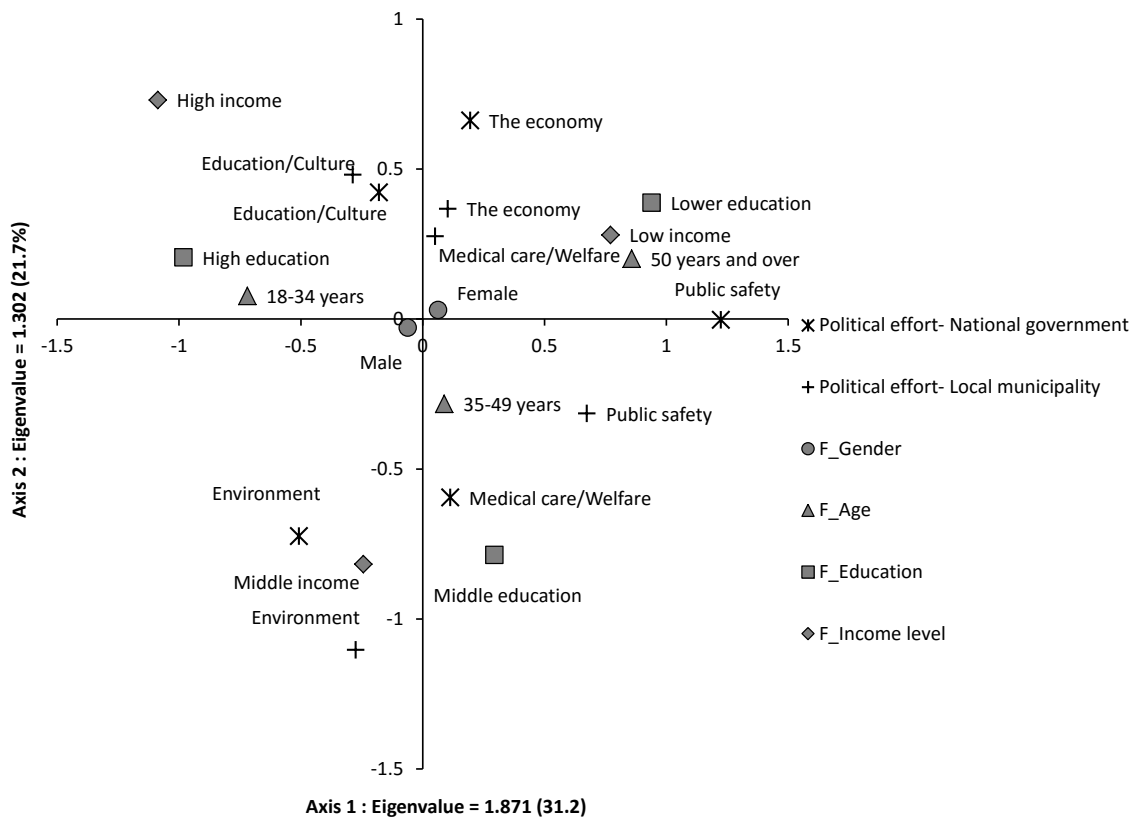 1
High income
The economy
Education/Culture
0.5
Education/Culture
The economy
Lower education
Low income
High education
Medical care/Welfare
50 years and over
18-34 years
Female
Public safety
0
-1.5
-1
-0.5
0
0.5
1
1.5
Male
35-49 years
Public safety
-0.5
Environment
Medical care/Welfare
Middle income
Middle education
Environment
-1
-1.5
Axis 2 : Eigenvalue = 1.302 (21.7%)
Axis 1 : Eigenvalue = 1.871 (31.2)
Political effort- National government
Political effort- Local municipality
F_Gender
F_Age
F_Education
F_Income level